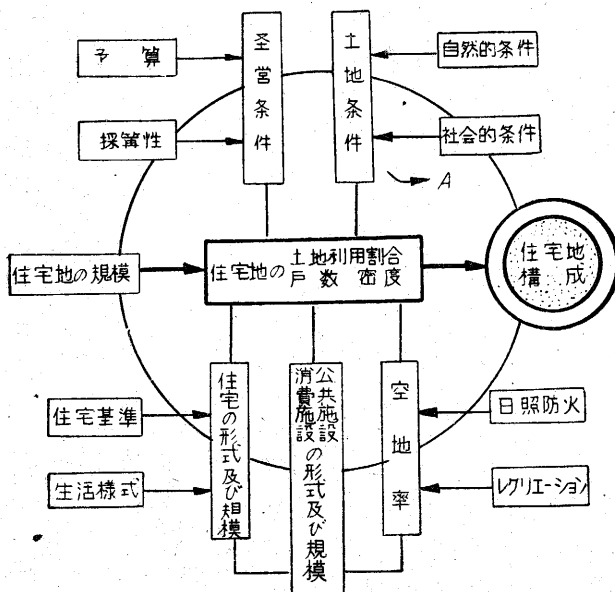 予算
採算性
圣営条件
土地条件
自然的条件
社会的条件
A
住宅地の規模
住宅地の土地利用割合
戸数密度
住宅地
構成
住宅基準
生活様式
住宅の形式及び規模
公共施設
消費施設の形式及び規模
空地率
日照防火
レクリエーション